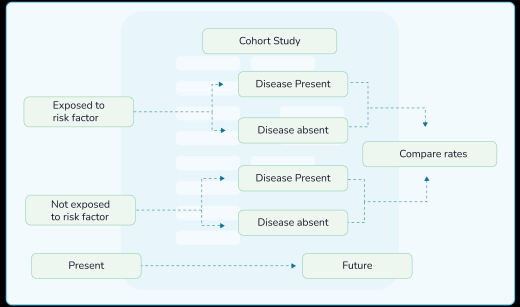 Cohort Study
Disease Present
Exposed to
risk factor
Disease absent
Compare rates
Disease Present
Not exposed
to risk factor
Disease absent
Present
Future